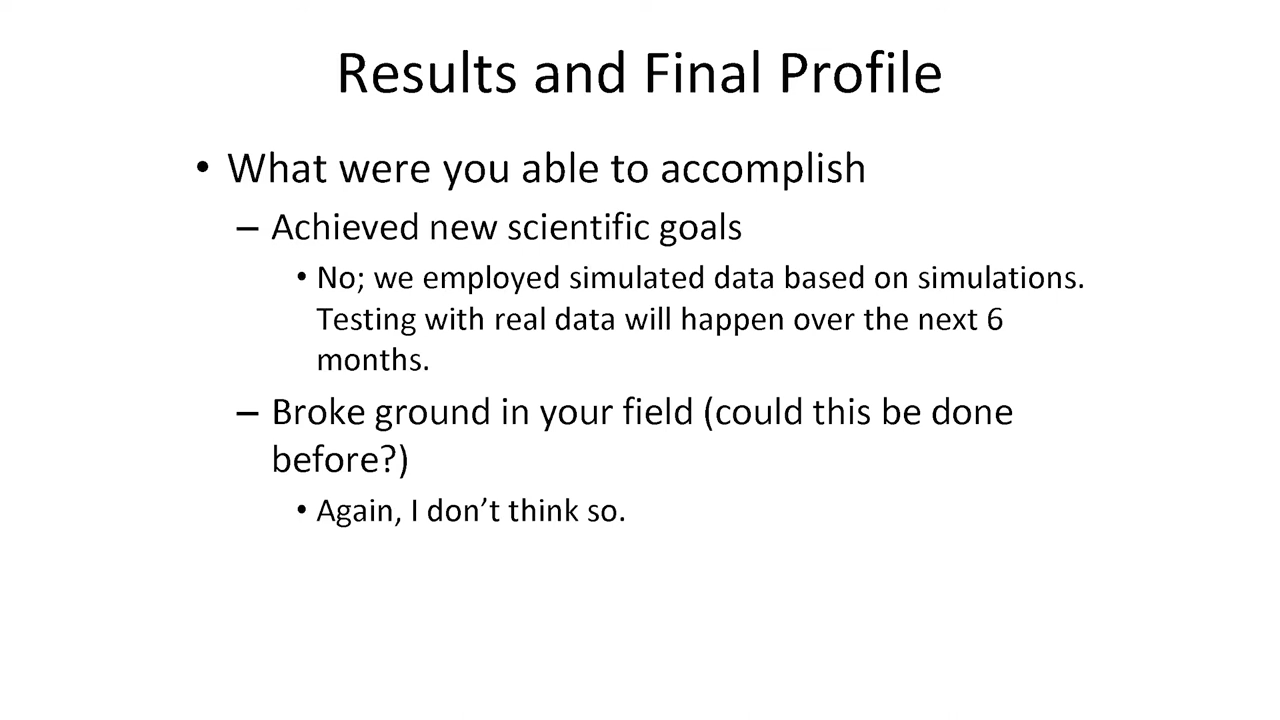 Results and Final Profile
• What were you able to accomplish
– Achieved new scientific goals
• No; we employed simulated data based on simulations.
Testing with real data will happen over the next 6
months.
– Broke ground in your field (could this be done
before?)
• Again, I don’t think so.